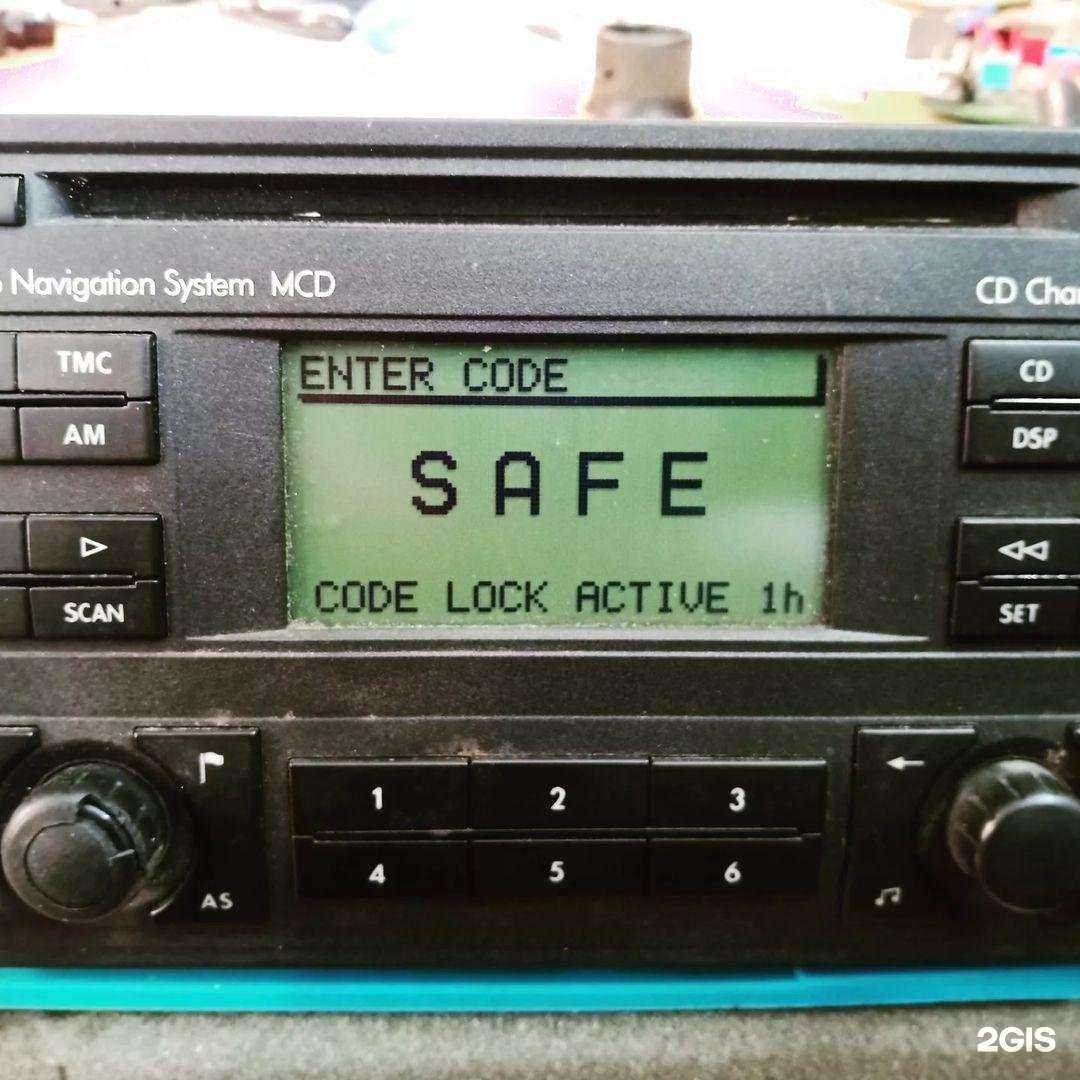 Navigation System MCD
CD
TMC
AM
SCAN
ENTER CODE
SAFE
CODE LOCK ACTIVE 1h
CD
DSP
SET
1 2 3
4 5 6
AS
2GIS